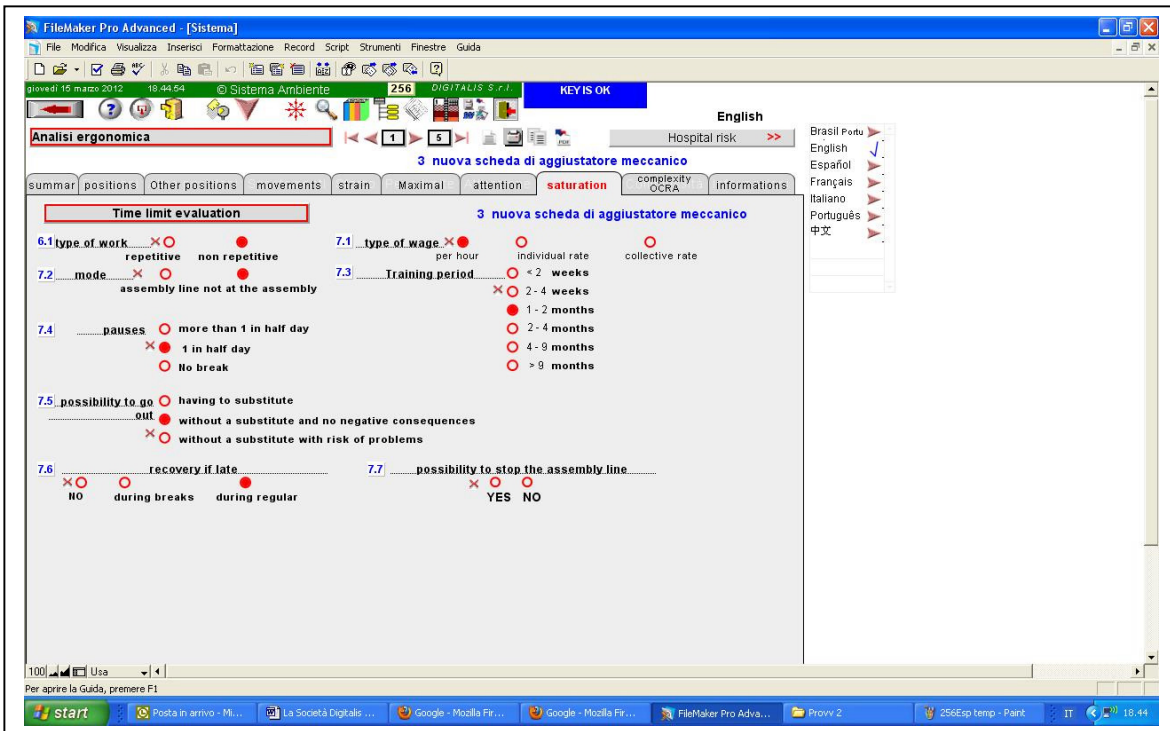 FileMaker Pro Advanced - [Sistema]
File Modifica Visualizza Inserisci Formattazione Record Script Strumenti Finestre Guida
giovedì 15 marzo 2012 18.44.54 © Sistema Ambiente 256 DIGITALIS S.r.l. KEY IS OK
English
Analisi ergonomica 1 5 Hospital risk >>
3 nuova scheda di aggiustatore meccanico
summar positions Other positions movements strain Maximal attention saturation complexity OCRA informations
Brasil Portu
English
Español
Français
Italiano
Português
中文
Time limit evaluation 3 nuova scheda di aggiustatore meccanico
6.1 type of work repetitive non repetitive
7.1 type of wage per hour individual rate collective rate
7.2 mode assembly line not at the assembly
7.3 Training period < 2 weeks
2 - 4 weeks
1 - 2 months
2 - 4 months
4 - 9 months
> 9 months
7.4 pauses more than 1 in half day
1 in half day
No break
7.5 possibility to go out having to substitute
without a substitute and no negative consequences
without a substitute with risk of problems
7.6 recovery if late
NO during breaks during regular
7.7 possibility to stop the assembly line
YES NO
100 Usa
Per aprire la Guida, premere F1
start Posta in arrivo - Mi... La Società Digitalis ... Google - Mozilla Fir... Google - Mozilla Fir... FileMaker Pro Adva... Provv 2 256Esp temp - Paint IT 18.44